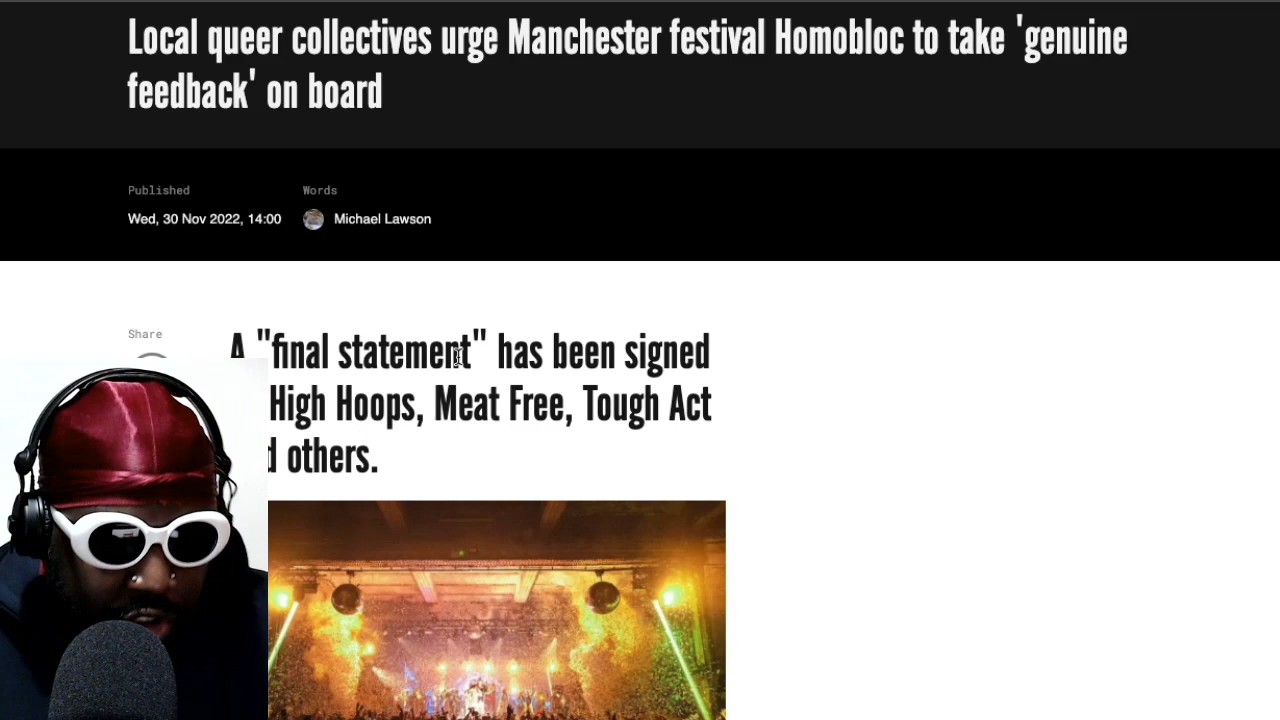 Local queer collectives urge Manchester festival Homobloc to take 'genuine
feedback' on board
Published
Words
Wed, 30 Nov 2022, 14:00
Michael Lawson
Share
A "final statement" has been signed
High Hoops, Meat Free, Tough Act
others.